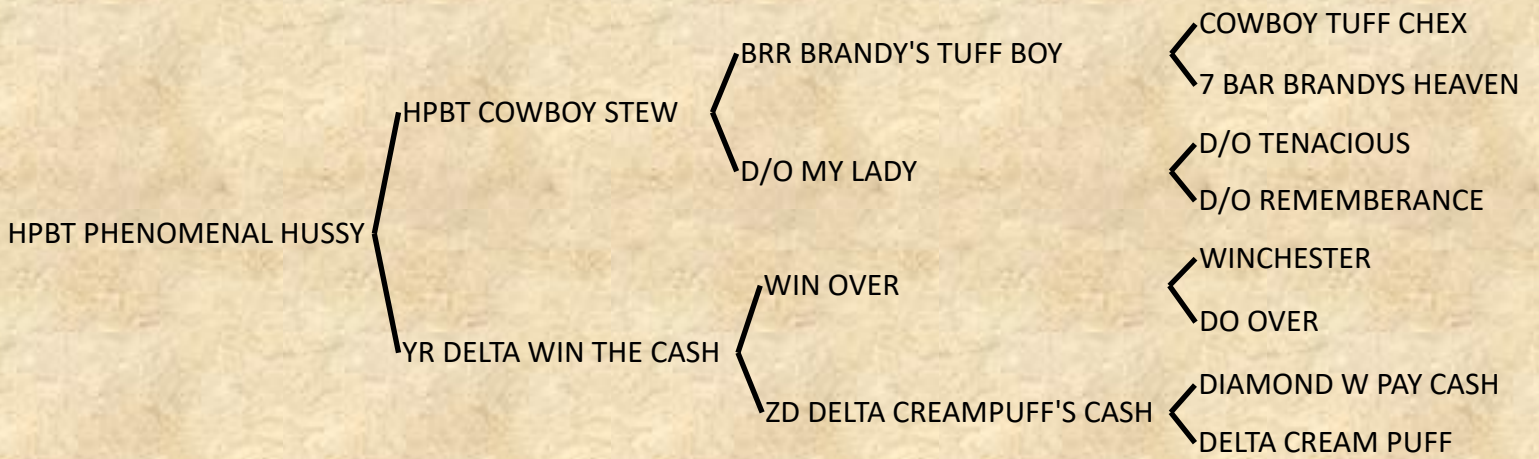 COWBOY TUFF CHEX
BRR BRANDY'S TUFF BOY
7 BAR BRANDYS HEAVEN
HPBT COWBOY STEW
D/O TENACIOUS
D/O MY LADY
D/O REMEMBERANCE
HPBT PHENOMENAL HUSSY
WINCHESTER
WIN OVER
DO OVER
YR DELTA WIN THE CASH
DIAMOND W PAY CASH
ZD DELTA CREAMPUFF'S CASH
DELTA CREAM PUFF